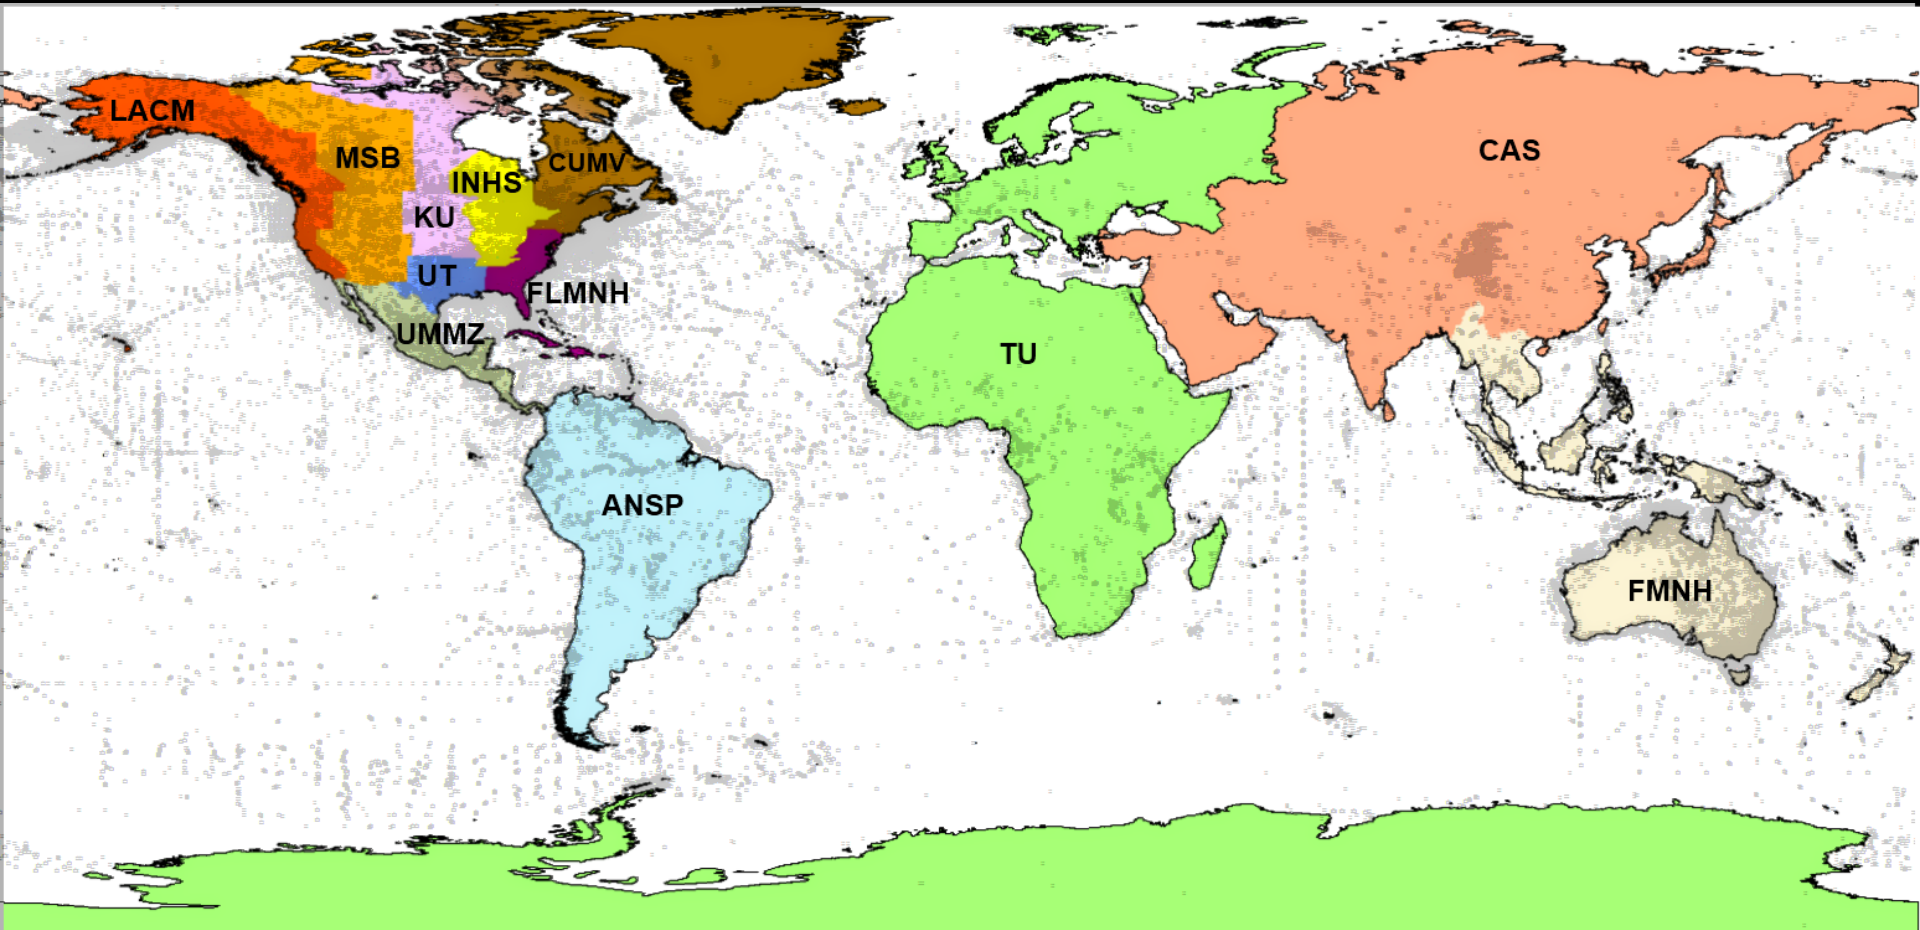 LACM
MSB
CUMV
INHS
KU
UT
FLMNH
UMMZ
CAS
TU
ANSP
FMNH